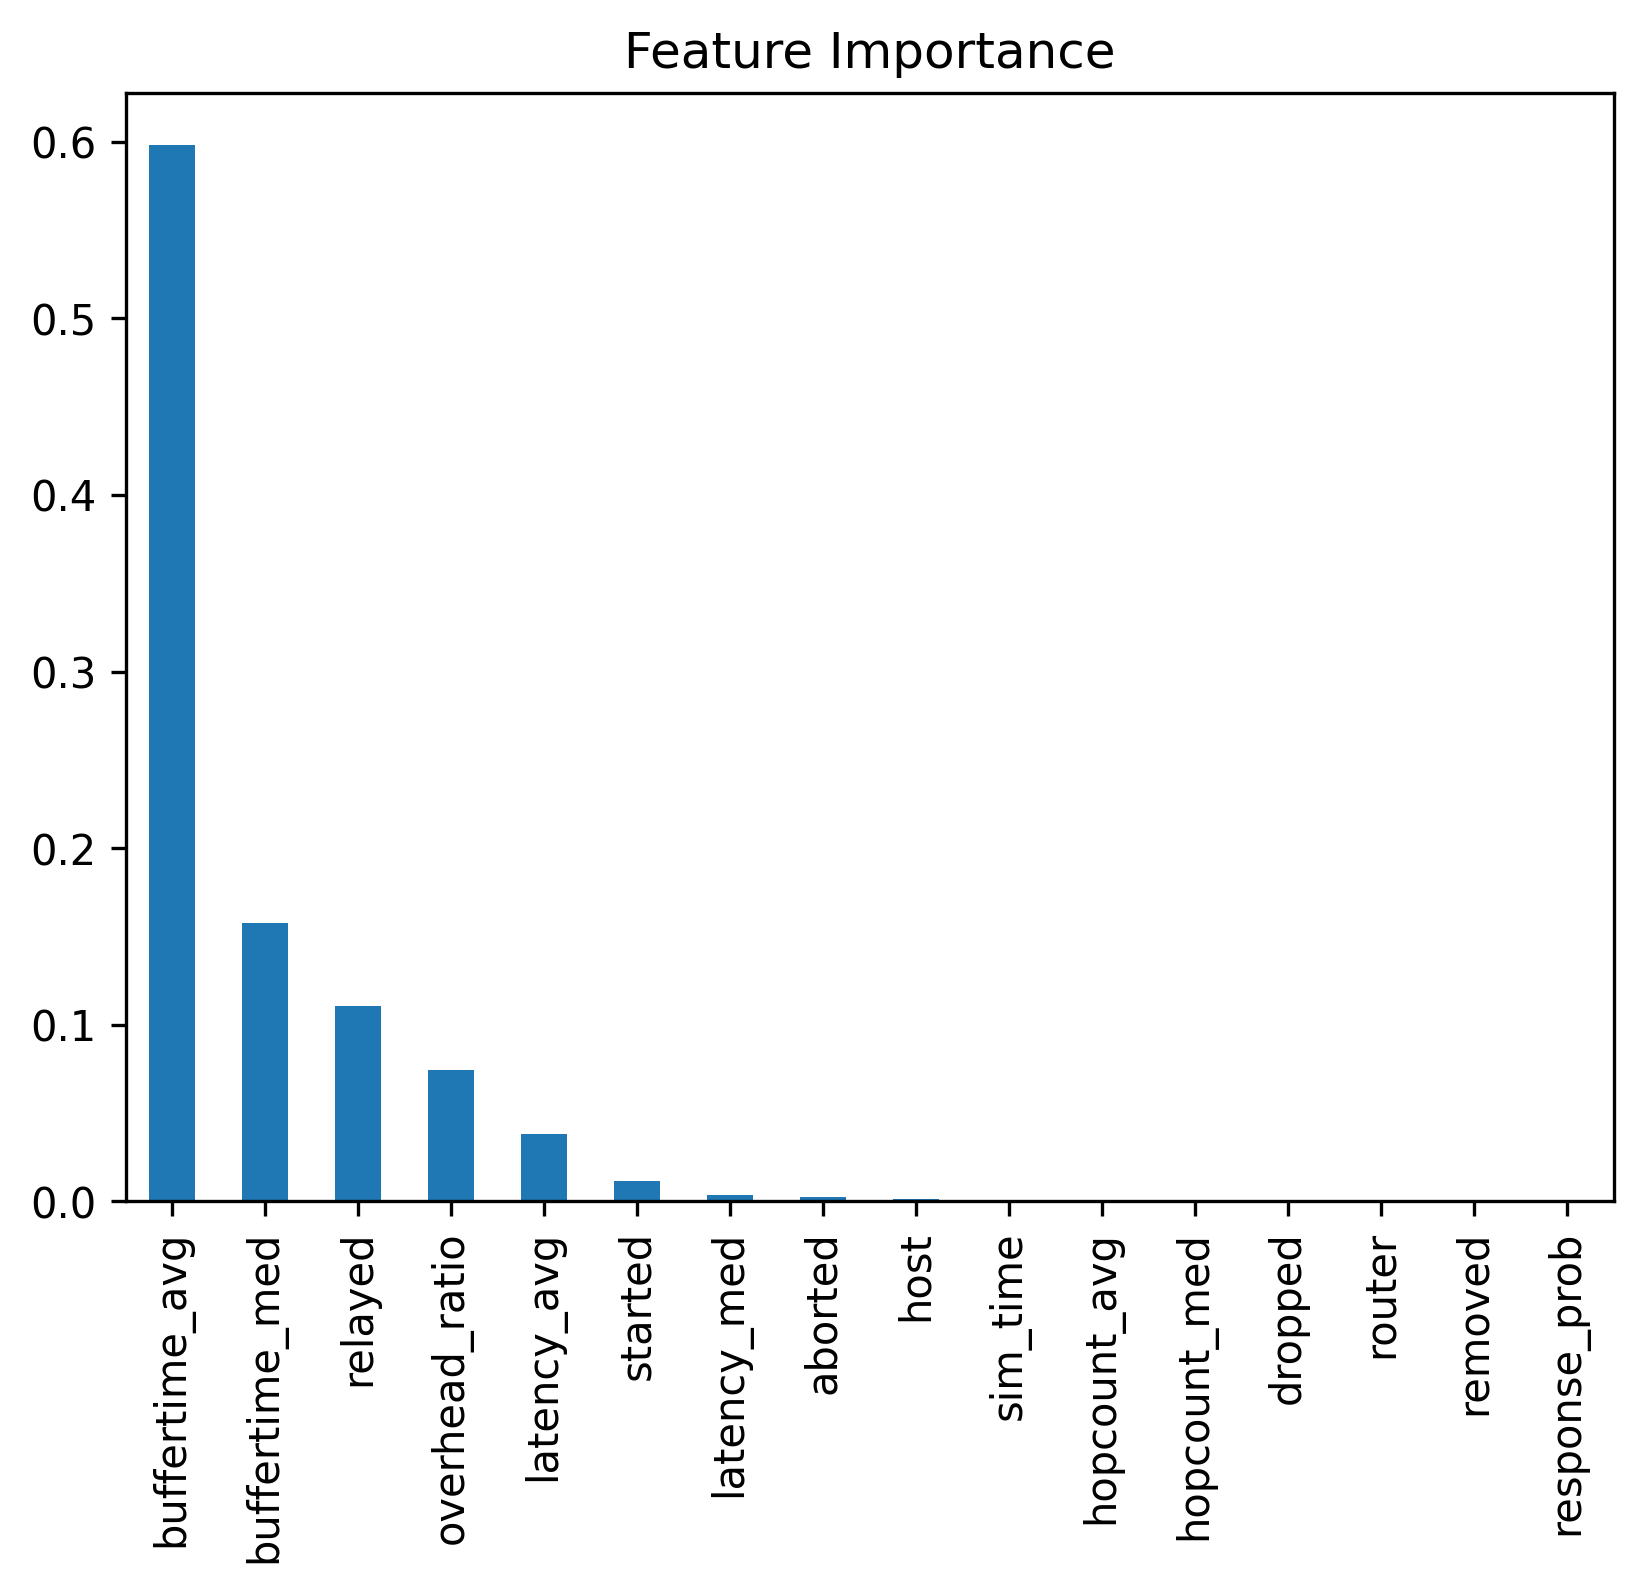 Feature Importance
0.6
0.5
0.4
0.3
0.2
0.1
0.0
buffertime_avg
buffertime_med
relayed
overhead_ratio
latency_avg
started
latency_med
aborted
host
sim_time
hopcount_avg
hopcount_med
dropped
router
removed
response_prob